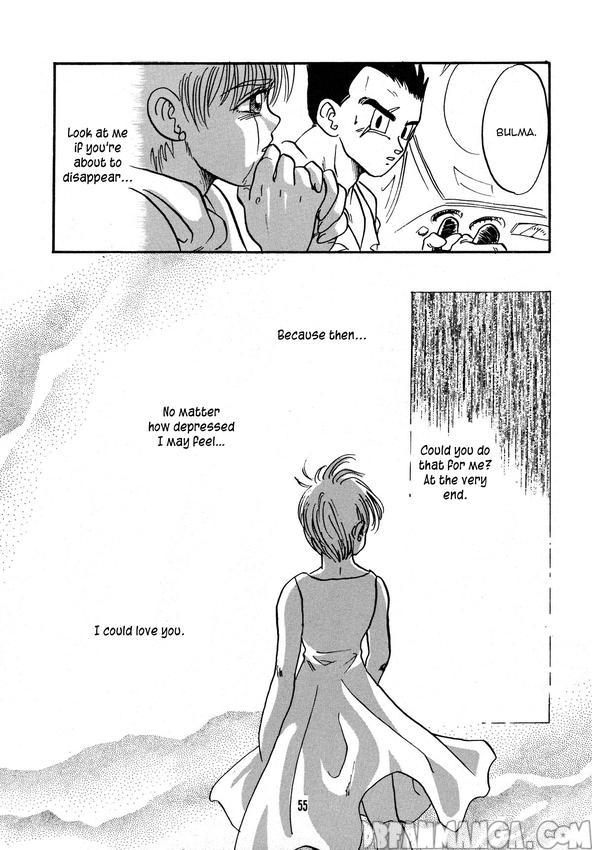 BULMA.
Look at me
if you're
about to
disappear...
Could you do
that for me?
At the very
end.
Because then...
No matter
how depressed
I may feel...
I could love you.
55
DBFANMANGA.COM